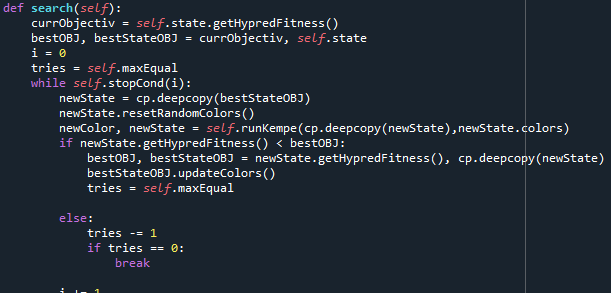 def search(self):
    currObjectiv = self.state.getHypredFitness()
    bestOBJ, bestStateOBJ = currObjectiv, self.state
    i = 0
    tries = self.maxEqual
    while self.stopCond(i):
        newState = cp.deepcopy(bestStateOBJ)
        newState.resetRandomColors()
        newColor, newState = self.runKempe(cp.deepcopy(newState),newState.colors)
        if newState.getHypredFitness() < bestOBJ:
            bestOBJ, bestStateOBJ = newState.getHypredFitness(), cp.deepcopy(newState)
            bestStateOBJ.updateColors()
            tries = self.maxEqual
        else:
            tries -= 1
            if tries == 0:
                break
        i += 1